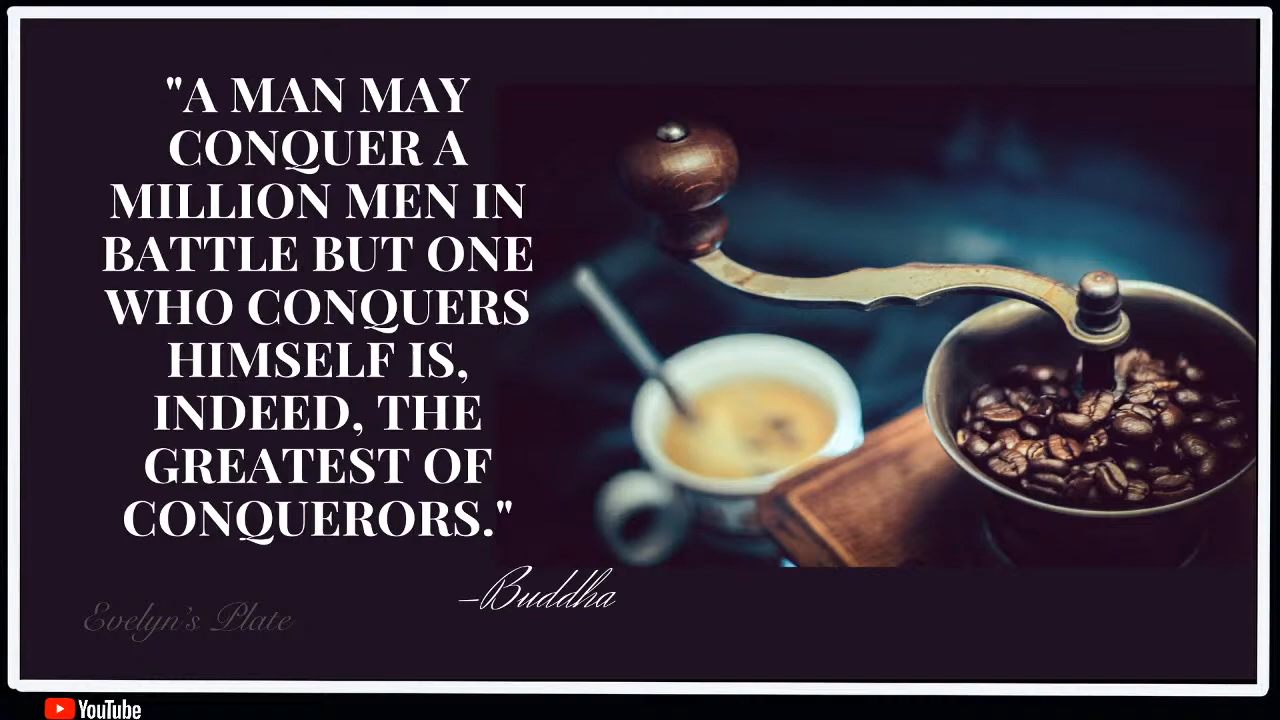 "A MAN MAY
CONQUER A
MILLION MEN IN
BATTLE BUT ONE
WHO CONQUERS
HIMSELF IS,
INDEED, THE
GREATEST OF
CONQUERORS."
–Buddha
Evelyn's Plate
YouTube